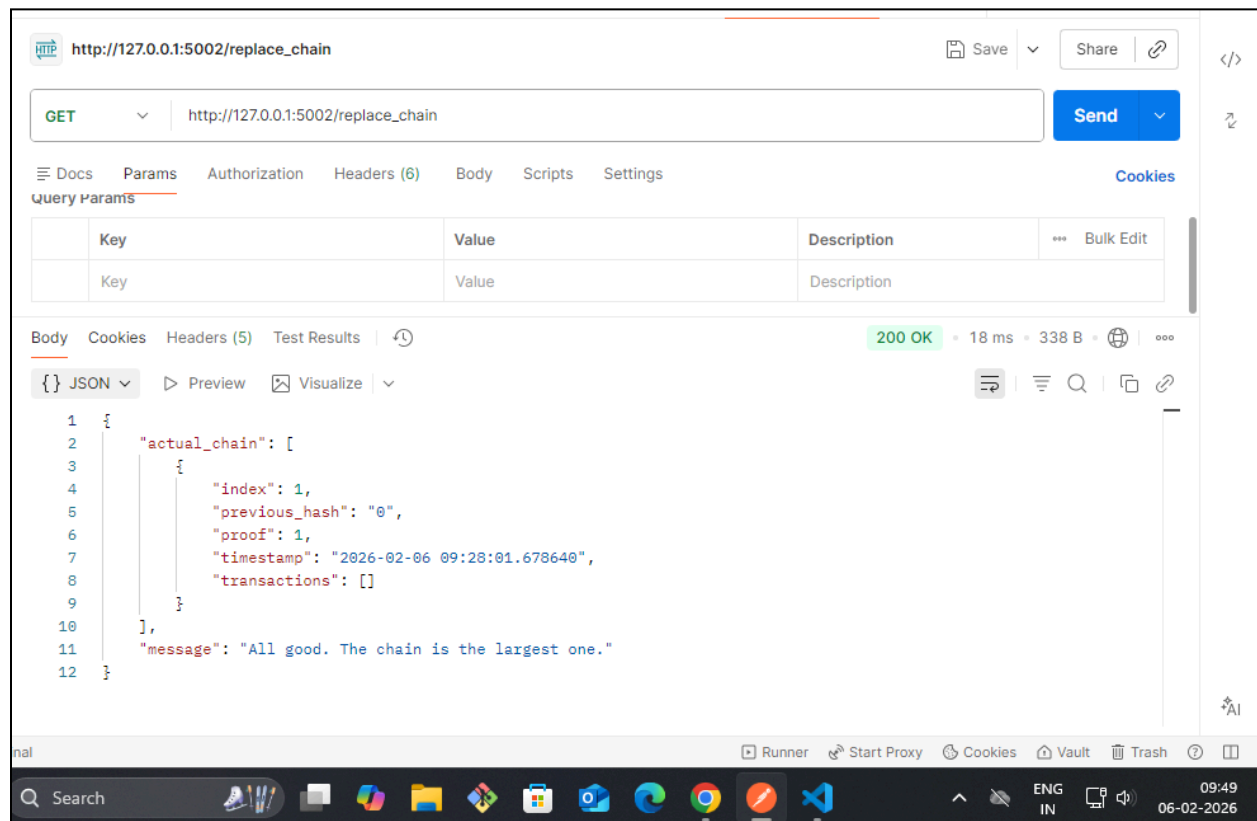 HTTP http://127.0.0.1:5002/replace_chain Save Share
GET http://127.0.0.1:5002/replace_chain Send
Docs Params Authorization Headers (6) Body Scripts Settings Cookies
Query Params
Key Value Description Bulk Edit
Key Value Description
Body Cookies Headers (5) Test Results 200 OK 18 ms 338 B
{} JSON Preview Visualize
1 {
2 "actual_chain": [
3 {
4 "index": 1,
5 "previous_hash": "0",
6 "proof": 1,
7 "timestamp": "2026-02-06 09:28:01.678640",
8 "transactions": []
9 }
10 ],
11 "message": "All good. The chain is the largest one."
12 }
AI
nal Runner Start Proxy Cookies Vault Trash
Search ENG 09:49
IN 06-02-2026